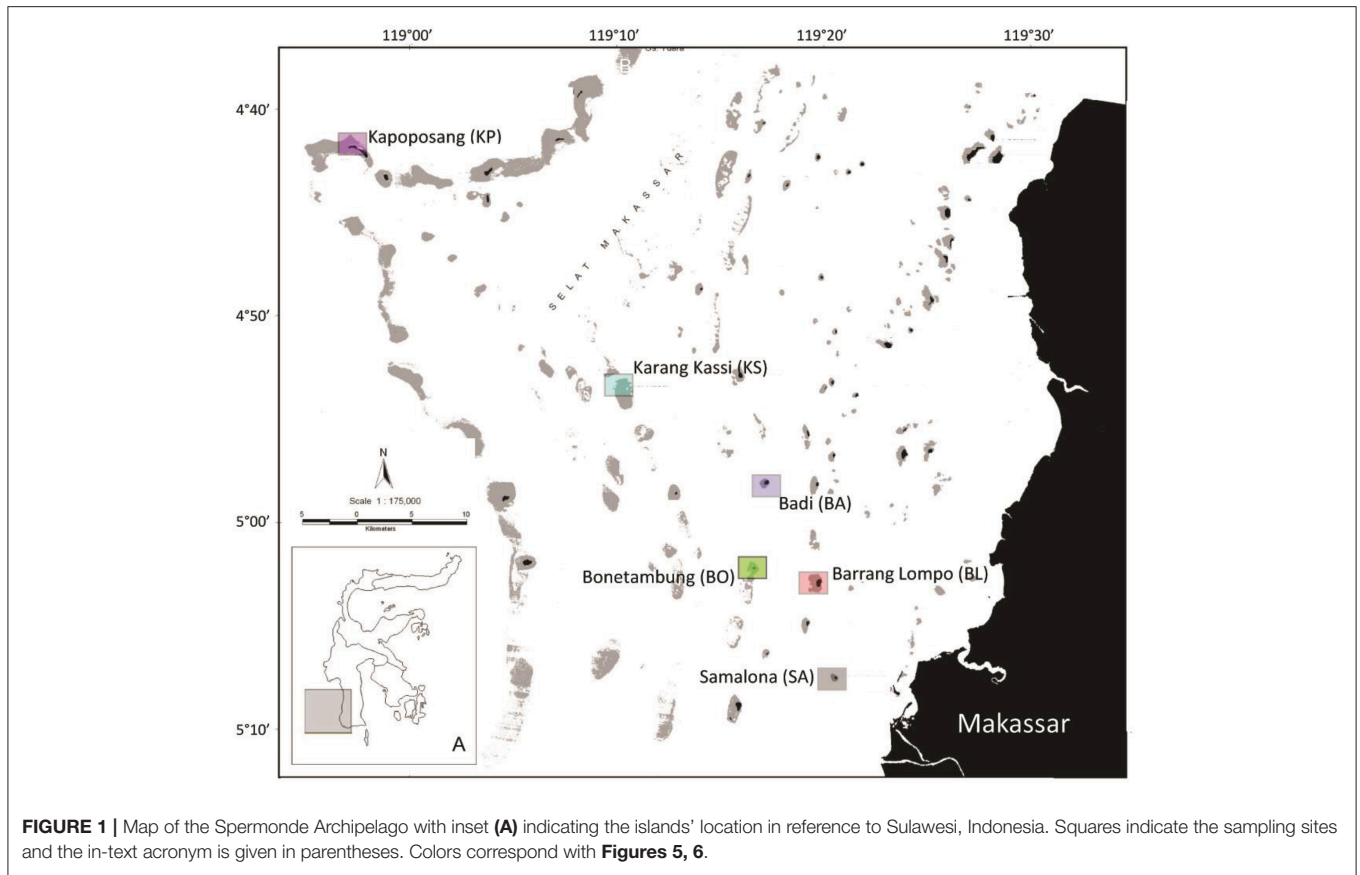 119°00' 119°10' 119°20' 119°30'
4°40'
4°50'
5°00'
5°10'
Kapoposang (KP)
SELAT MAKASSAR
Karang Kassi (KS)
Badi (BA)
Bonetambung (BO)
Barrang Lompo (BL)
Samalona (SA)
Makassar
N
Scale 1 : 175,000
5 0 5 10
Kilometers
A
FIGURE 1 | Map of the Spermonde Archipelago with inset (A) indicating the islands' location in reference to Sulawesi, Indonesia. Squares indicate the sampling sites
and the in-text acronym is given in parentheses. Colors correspond with Figures 5, 6.